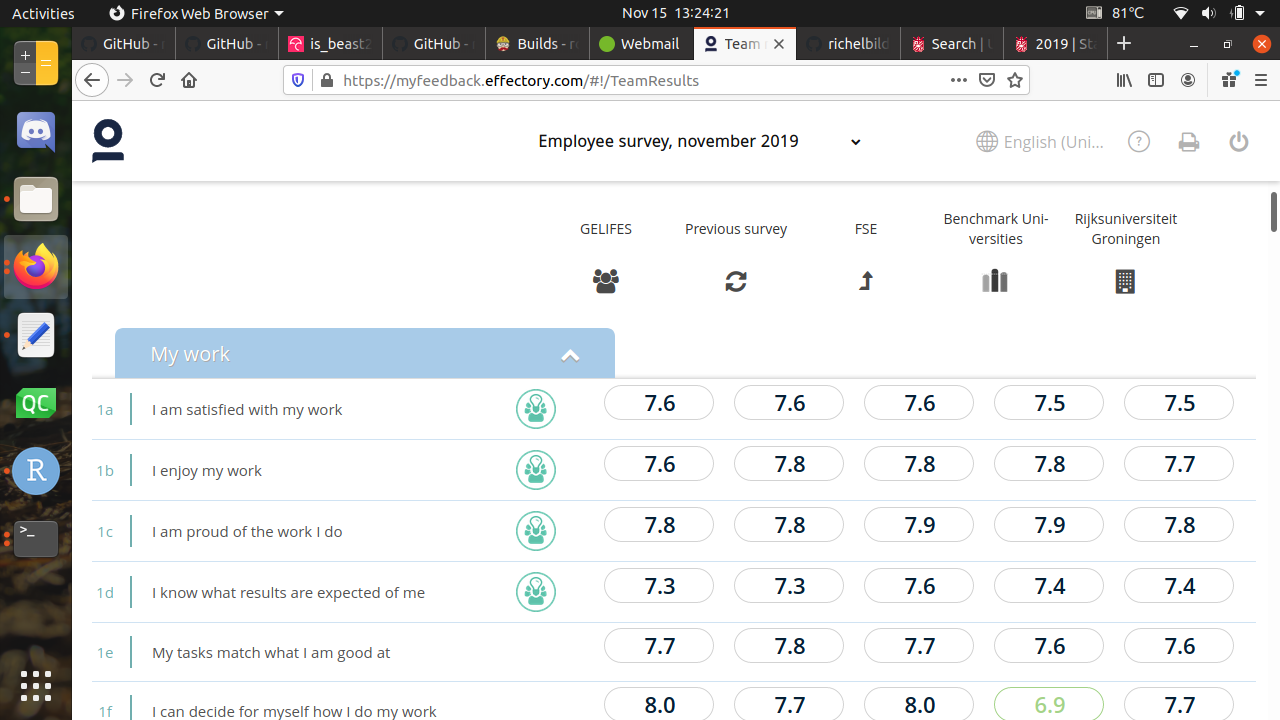 Activities Firefox Web Browser Nov 15 13:24:21 81°C
GitHub - GitHub - is_beast2 GitHub - Builds - r Webmail Team richelbild Search | 2019 | Sta
https://myfeedback.effectory.com/#!/TeamResults
Employee survey, november 2019 English (Uni... ?
GELIFES Previous survey FSE Benchmark Uni-versities Rijksuniversiteit Groningen
My work
1a I am satisfied with my work 7.6 7.6 7.6 7.5 7.5
1b I enjoy my work 7.6 7.8 7.8 7.8 7.7
1c I am proud of the work I do 7.8 7.8 7.9 7.9 7.8
1d I know what results are expected of me 7.3 7.3 7.6 7.4 7.4
1e My tasks match what I am good at 7.7 7.8 7.7 7.6 7.6
1f I can decide for myself how I do my work 8.0 7.7 8.0 6.9 7.7
QC
R
>_